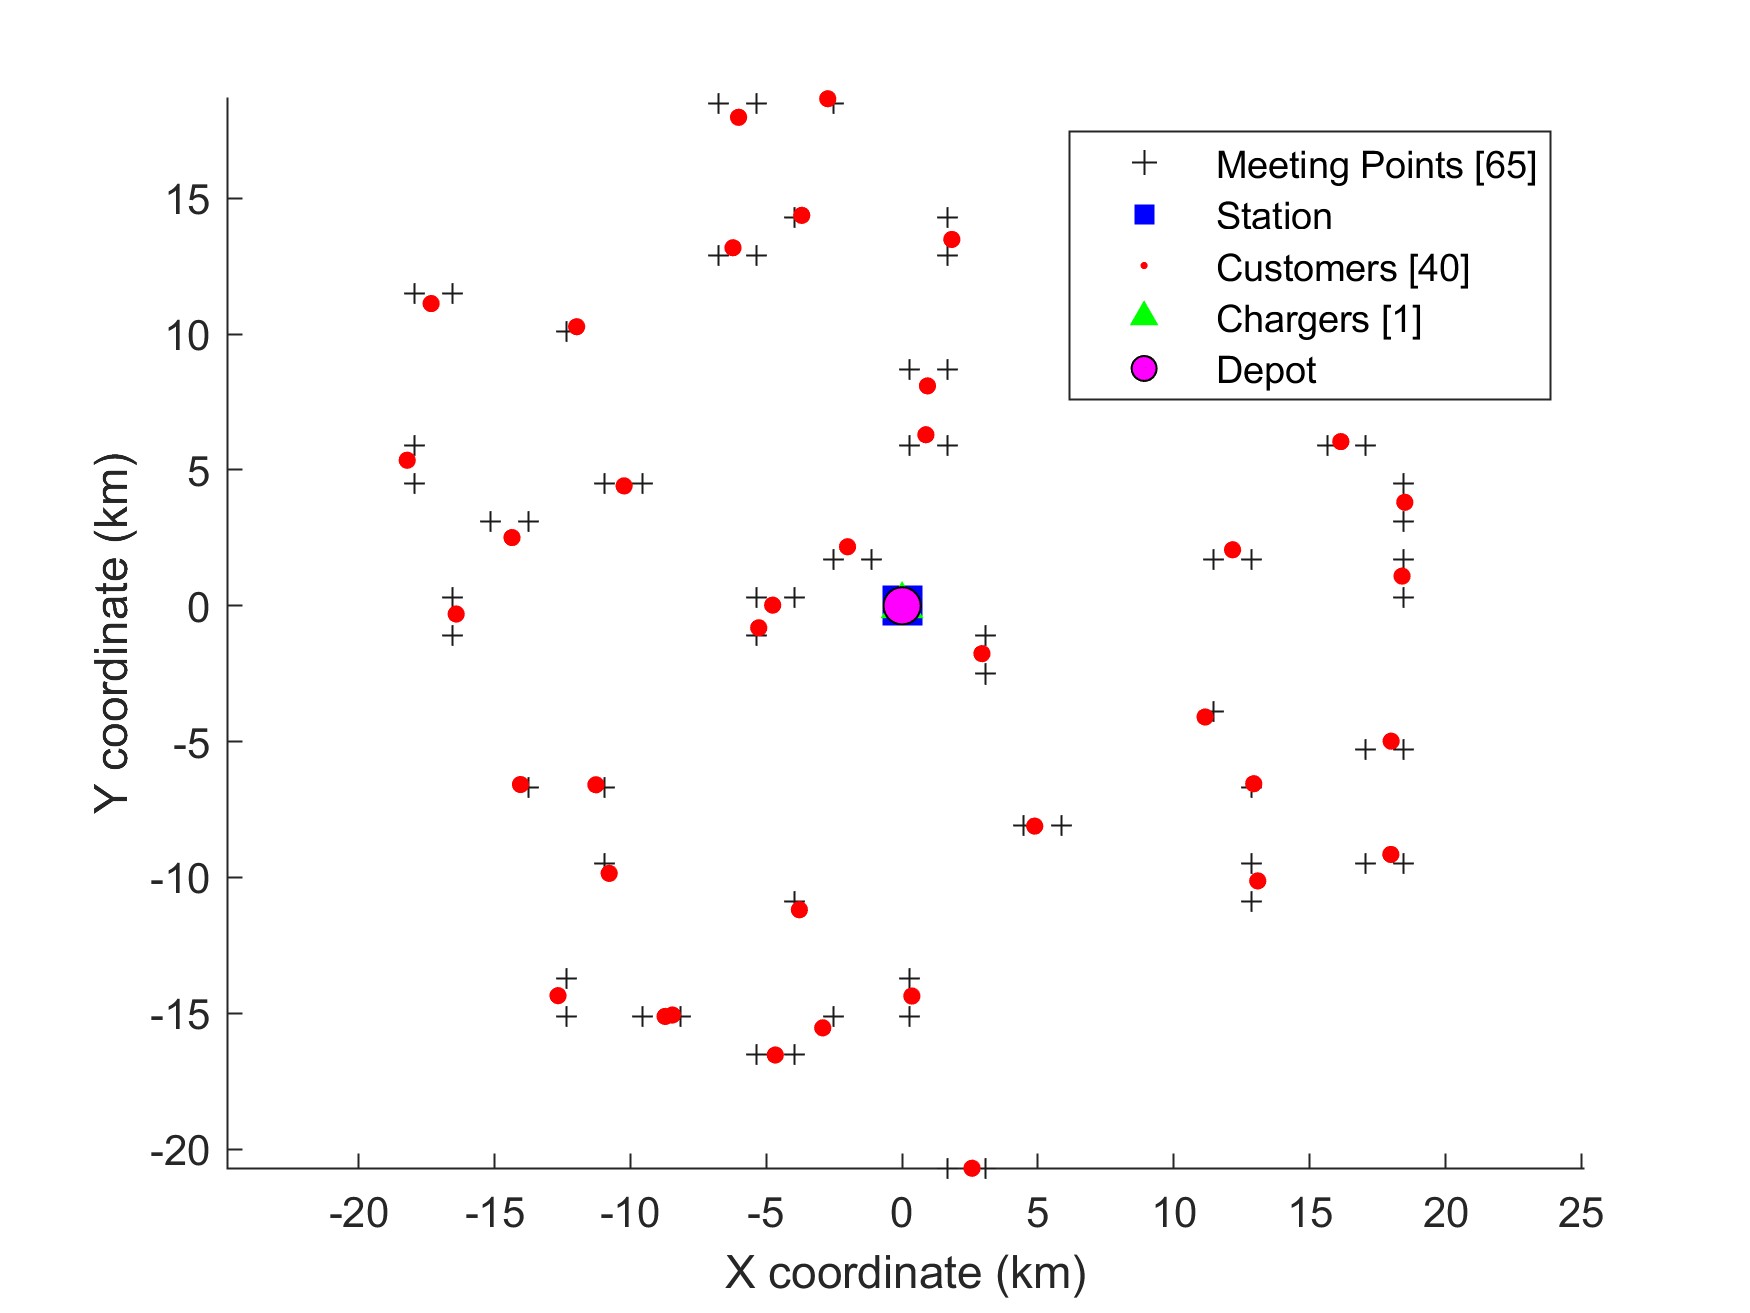 Meeting Points [65]
Station
Customers [40]
Chargers [1]
Depot
15
10
5
0
-5
-10
-15
-20
Y coordinate (km)
-20 -15 -10 -5 0 5 10 15 20 25
X coordinate (km)